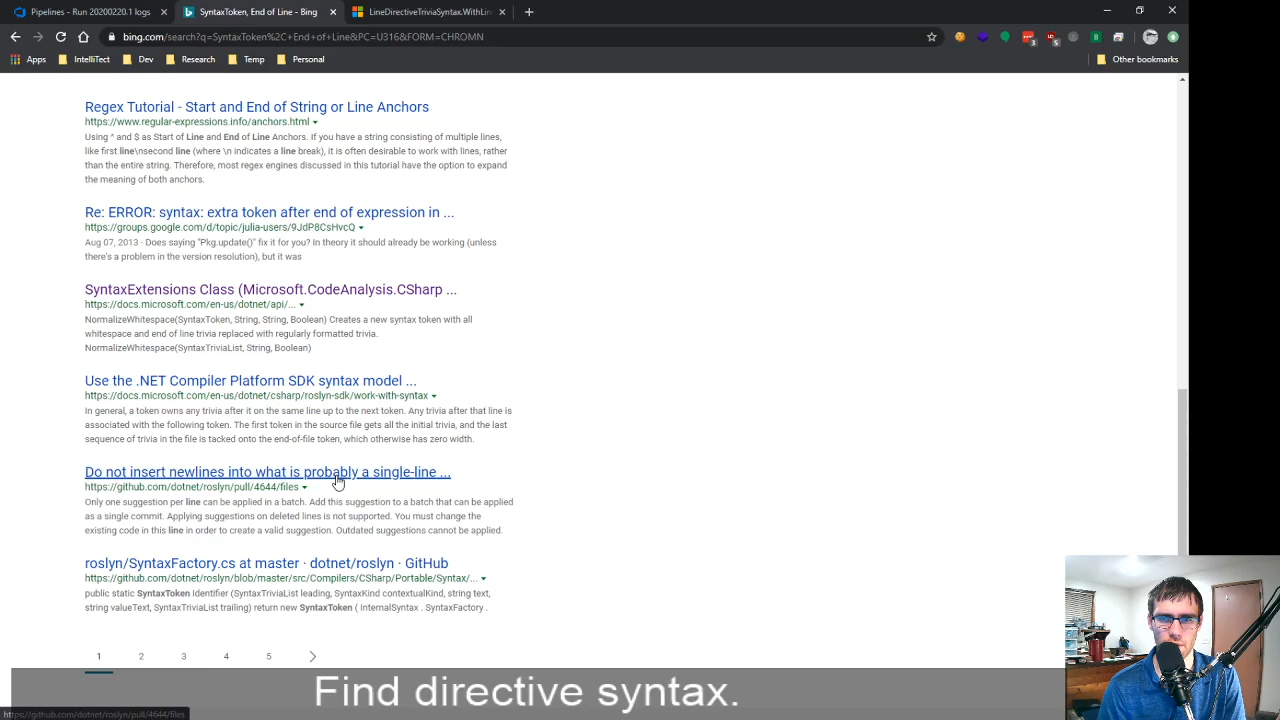 Pipelines - Run 20200220.1 logs
SyntaxToken, End of Line - Bing
LineDirectiveTriviaSyntax.WithLin
bing.com/search?q=SyntaxToken%2C+End+of+Line&PC=U316&FORM=CHROMN
Apps
IntelliTect
Dev
Research
Temp
Personal
Other bookmarks
Regex Tutorial - Start and End of String or Line Anchors
https://www.regular-expressions.info/anchors.html
Using ^ and $ as Start of Line and End of Line Anchors. If you have a string consisting of multiple lines,
like first line\nsecond line (where \n indicates a line break), it is often desirable to work with lines, rather
than the entire string. Therefore, most regex engines discussed in this tutorial have the option to expand
the meaning of both anchors.
Re: ERROR: syntax: extra token after end of expression in ...
https://groups.google.com/d/topic/julia-users/9JdP8CsHvcQ
Aug 07, 2013 · Does saying "Pkg.update()" fix it for you? In theory it should already be working (unless
there's a problem in the version resolution), but it was
SyntaxExtensions Class (Microsoft.CodeAnalysis.CSharp ...
https://docs.microsoft.com/en-us/dotnet/api/...
NormalizeWhitespace(SyntaxToken, String, String, Boolean) Creates a new syntax token with all
whitespace and end of line trivia replaced with regularly formatted trivia.
NormalizeWhitespace(SyntaxTriviaList, String, Boolean)
Use the .NET Compiler Platform SDK syntax model ...
https://docs.microsoft.com/en-us/dotnet/csharp/roslyn-sdk/work-with-syntax
In general, a token owns any trivia after it on the same line up to the next token. Any trivia after that line is
associated with the following token. The first token in the source file gets all the initial trivia, and the last
sequence of trivia in the file is tacked onto the end-of-file token, which otherwise has zero width.
Do not insert newlines into what is probably a single-line ...
https://github.com/dotnet/roslyn/pull/4644/files
Only one suggestion per line can be applied in a batch. Add this suggestion to a batch that can be applied
as a single commit. Applying suggestions on deleted lines is not supported. You must change the
existing code in this line in order to create a valid suggestion. Outdated suggestions cannot be applied.
roslyn/SyntaxFactory.cs at master · dotnet/roslyn · GitHub
https://github.com/dotnet/roslyn/blob/master/src/Compilers/CSharp/Portable/Syntax/...
public static SyntaxToken Identifier (SyntaxTriviaList leading, SyntaxKind contextualKind, string text,
string valueText, SyntaxTriviaList trailing) return new SyntaxToken ( InternalSyntax . SyntaxFactory .
1 2 3 4 5
Find directive syntax.
https://github.com/dotnet/roslyn/pull/4644/files